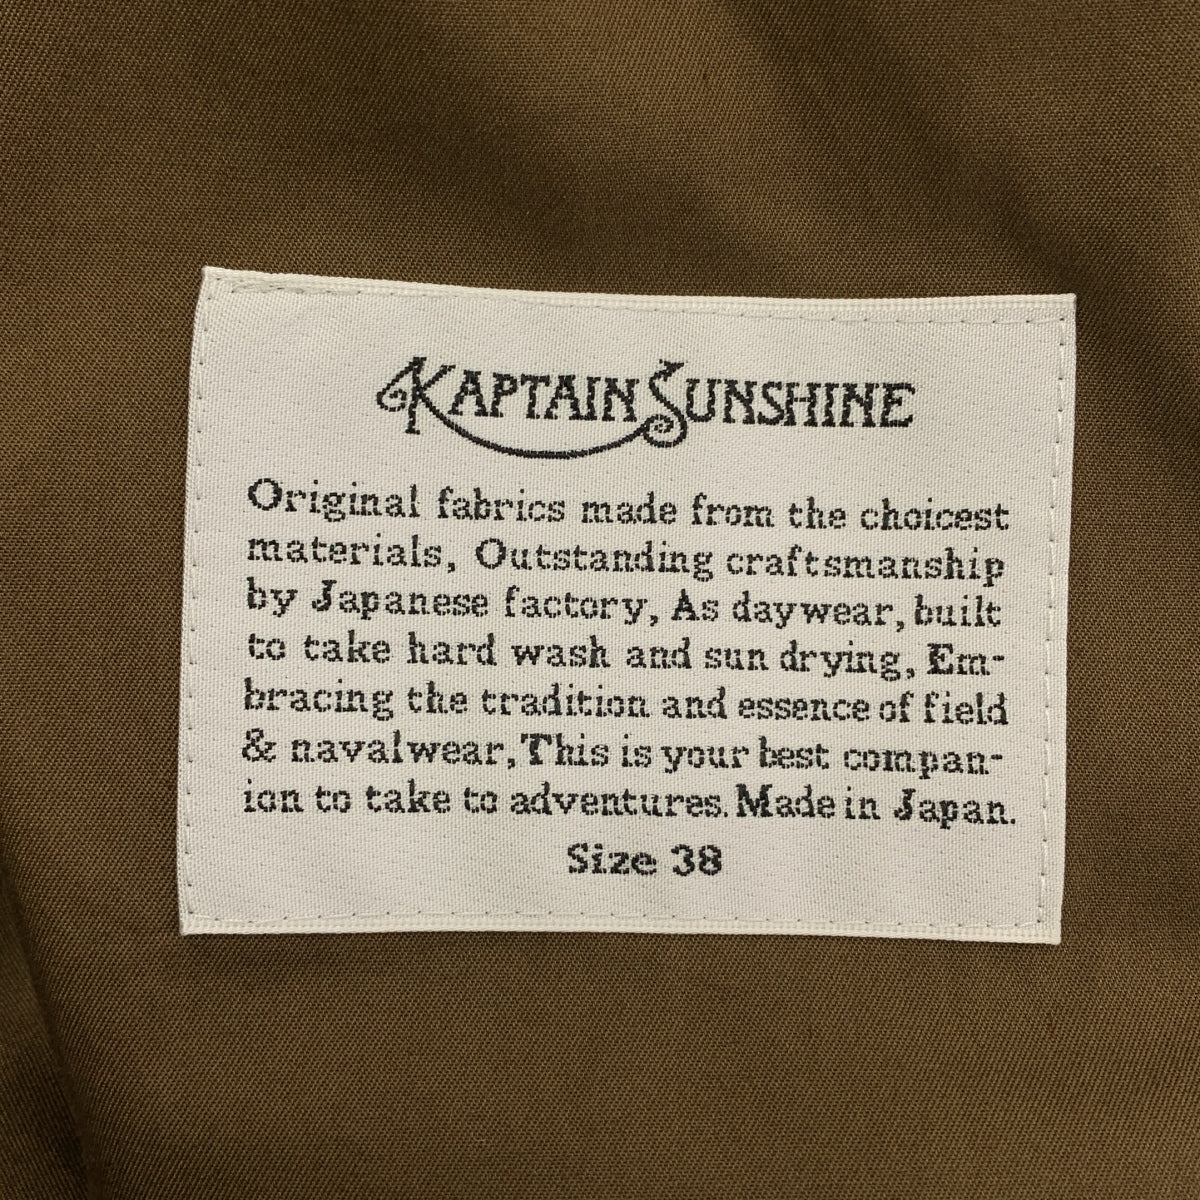 KAPTAIN SUNSHINE
Original fabrics made from the choicest
materials, Outstanding craftsmanship
by Japanese factory, As daywear, built
to take hard wash and sun drying, Em-
bracing the tradition and essence of field
& navalwear, This is your best compan-
ion to take to adventures. Made in Japan.
Size 38